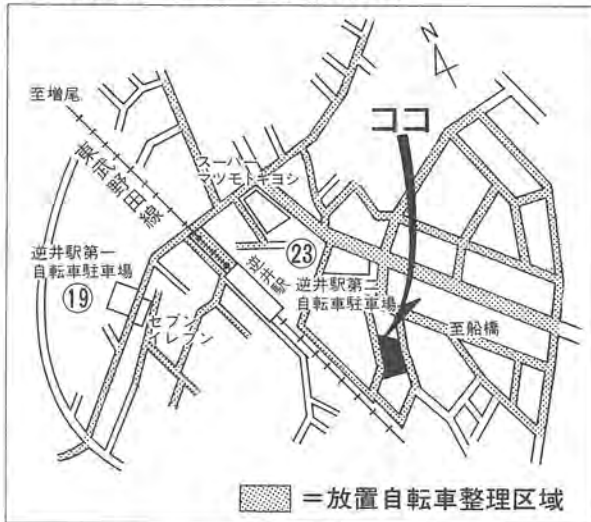 N
至増尾
ココ
東武野田線
スーパー
マツモトキヨシ
逆井駅第一
自転車駐車場
⑲
㉓
逆井駅
逆井駅第二
自転車駐車場
セブン
イレブン
至船橋
=放置自転車整理区域